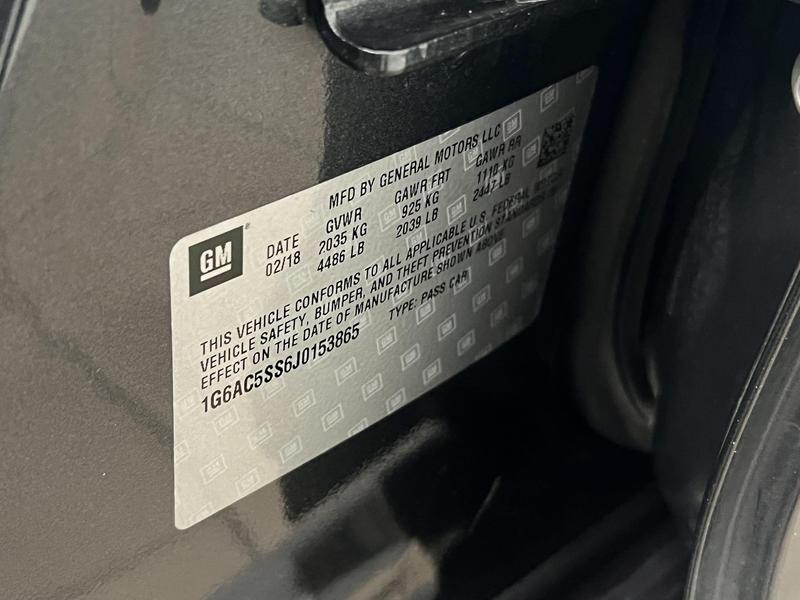 MFD BY GENERAL MOTORS LLC
GM
DATE GVWR GAWR FRT GAWR RR
02/18 2035 KG 925 KG 1110 KG
4486 LB 2039 LB 2447 LB
THIS VEHICLE CONFORMS TO ALL APPLICABLE U.S. FEDERAL MOTOR
VEHICLE SAFETY, BUMPER, AND THEFT PREVENTION STANDARDS IN
EFFECT ON THE DATE OF MANUFACTURE SHOWN ABOVE
1G6AC5SS6J0153865 TYPE: PASS CAR